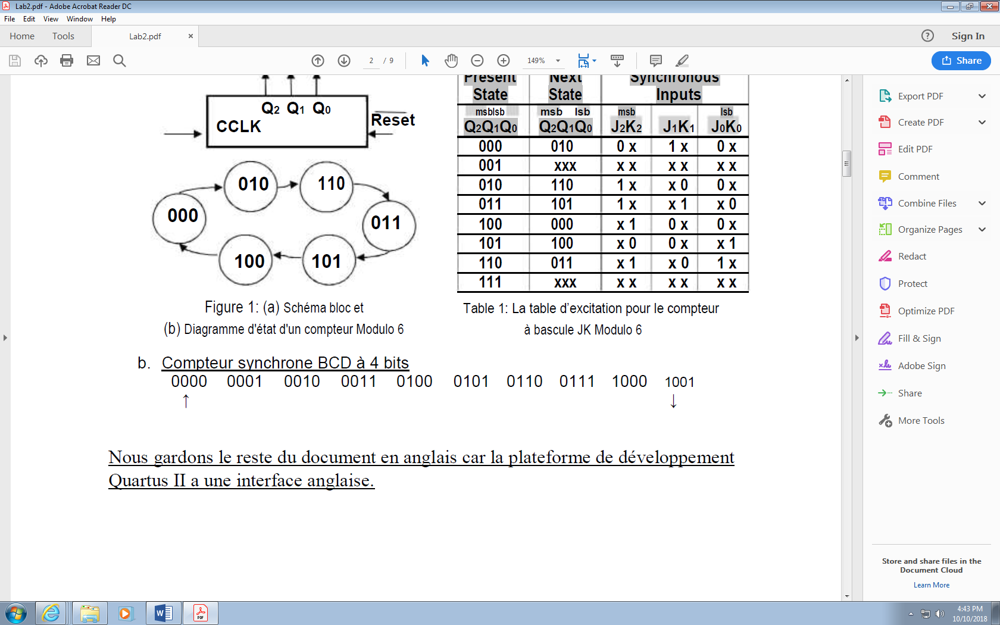 Lab2.pdf - Adobe Acrobat Reader DC
File Edit View Window Help
Home Tools Lab2.pdf × ? Sign In
2 / 9 149% Share
Q2 Q1 Q0
CCLK
Reset
000
010
110
011
101
100
Figure 1: (a) Schéma bloc et
(b) Diagramme d'état d'un compteur Modulo 6
Present Next Synchronous
State State Inputs
msblsb msb lsb msb lsb
Q2Q1Q0 Q2Q1Q0 J2K2 J1K1 J0K0
000 010 0 x 1 x 0 x
001 xxx x x x x x x
010 110 1 x x 0 0 x
011 101 1 x x 1 x 0
100 000 x 1 0 x 0 x
101 100 x 0 0 x x 1
110 011 x 1 x 0 1 x
111 xxx x x x x x x
Table 1: La table d'excitation pour le compteur
à bascule JK Modulo 6
b. Compteur synchrone BCD à 4 bits
0000 0001 0010 0011 0100 0101 0110 0111 1000 1001
↑ ↓
Nous gardons le reste du document en anglais car la plateforme de développement
Quartus II a une interface anglaise.
Export PDF
Create PDF
Edit PDF
Comment
Combine Files
Organize Pages
Redact
Protect
Optimize PDF
Fill & Sign
Adobe Sign
Share
More Tools
Store and share files in the
Document Cloud
Learn More
4:43 PM
10/10/2018